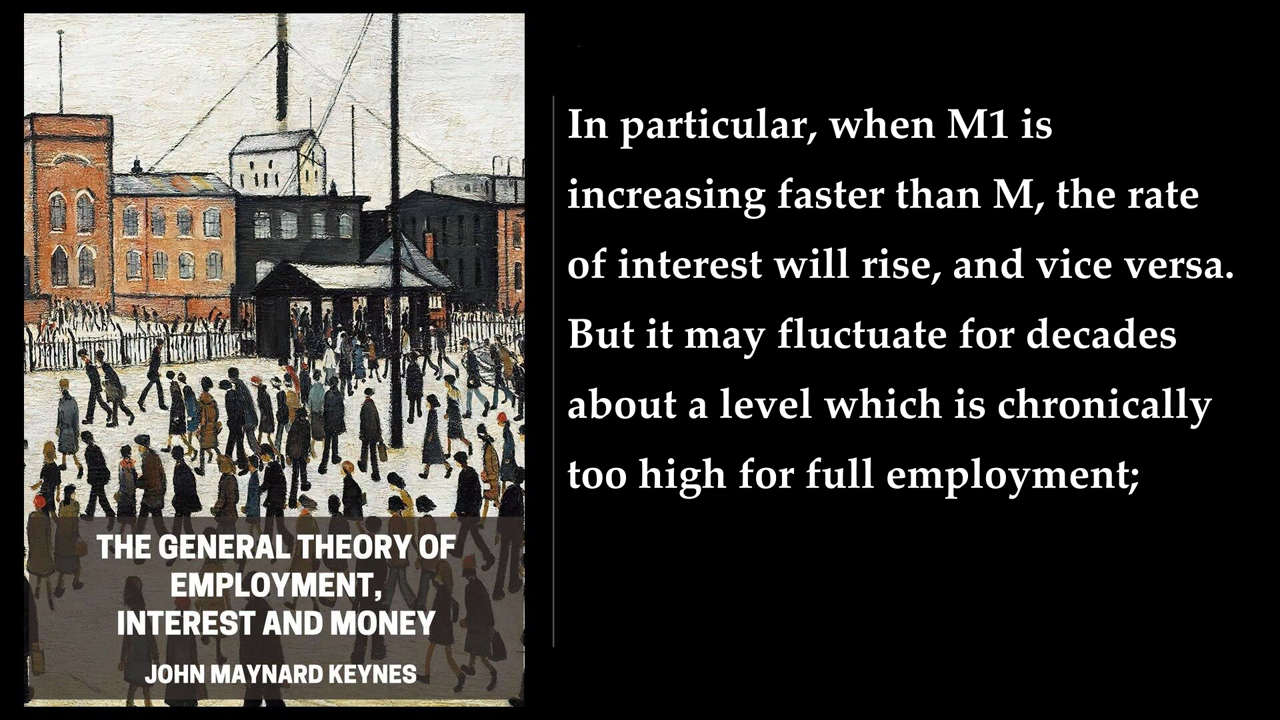 In particular, when M1 is
increasing faster than M, the rate
of interest will rise, and vice versa.
But it may fluctuate for decades
about a level which is chronically
too high for full employment;
THE GENERAL THEORY OF
EMPLOYMENT,
INTEREST AND MONEY
JOHN MAYNARD KEYNES